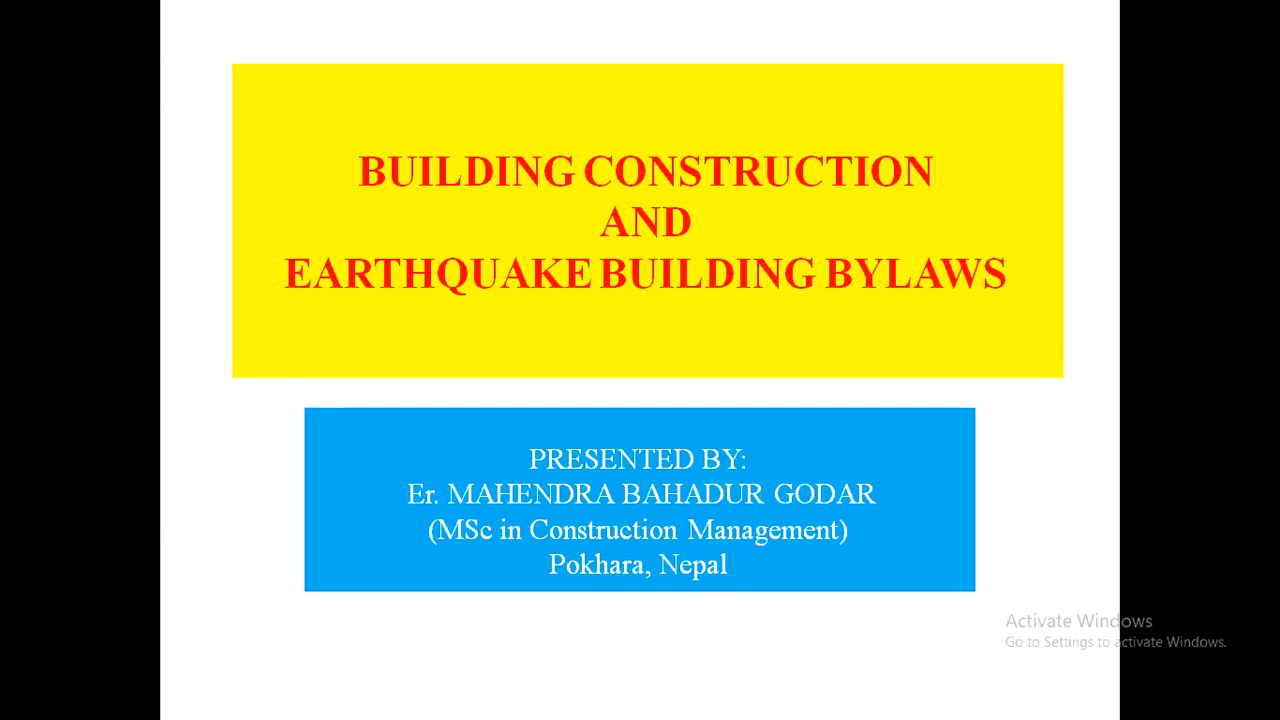 BUILDING CONSTRUCTION
AND
EARTHQUAKE BUILDING BYLAWS
PRESENTED BY:
Er. MAHENDRA BAHADUR GODAR
(MSc in Construction Management)
Pokhara, Nepal
Activate Windows
Go to Settings to activate Windows.